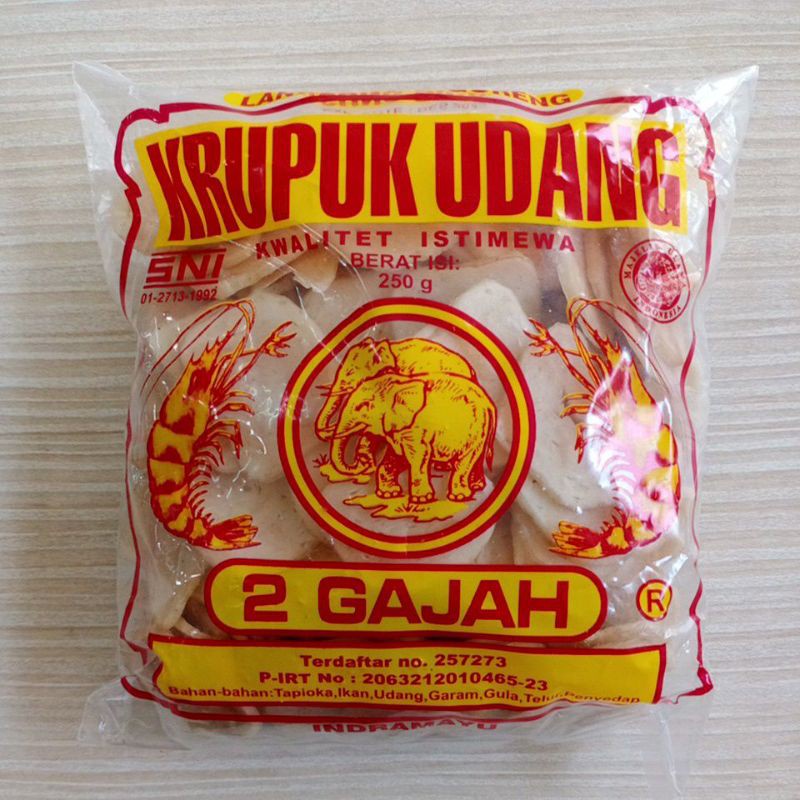 KRUPUK UDANG
KWALITET ISTIMEWA
BERAT ISI:
250 g
SNI
01-2713-1992
INDONESIA
2 GAJAH
R
Terdaftar no. 257273
P-IRT No : 2063212010465-23
Bahan-bahan:Tapioka,Ikan,Udang,Garam,Gula,Telur,Penyedap
INDRAMAYU